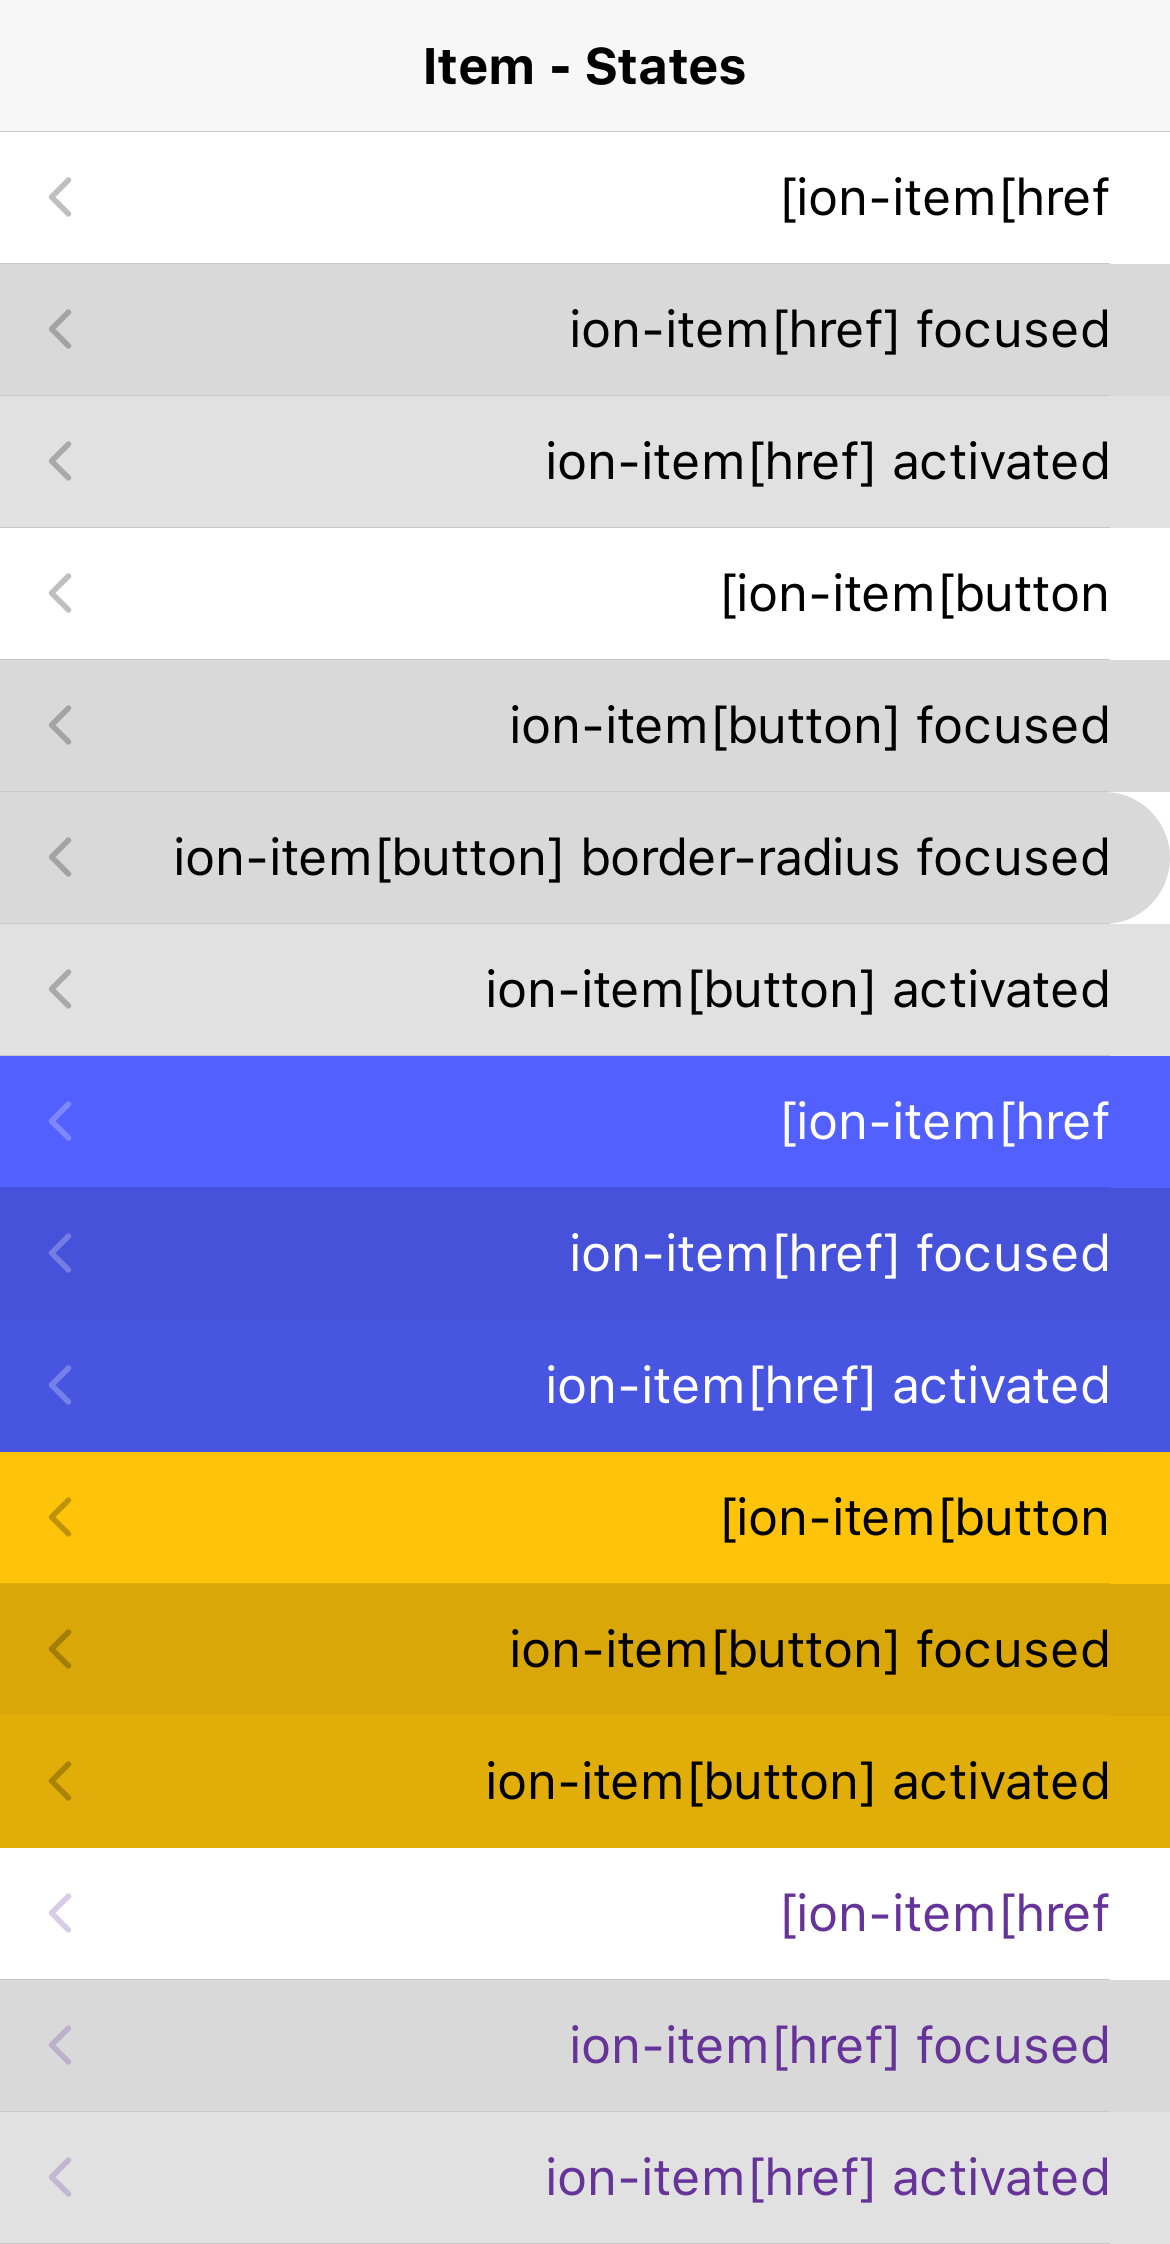 Item - States
[ion-item[href
ion-item[href] focused
ion-item[href] activated
[ion-item[button
ion-item[button] focused
ion-item[button] border-radius focused
ion-item[button] activated
[ion-item[href
ion-item[href] focused
ion-item[href] activated
[ion-item[button
ion-item[button] focused
ion-item[button] activated
[ion-item[href
ion-item[href] focused
ion-item[href] activated